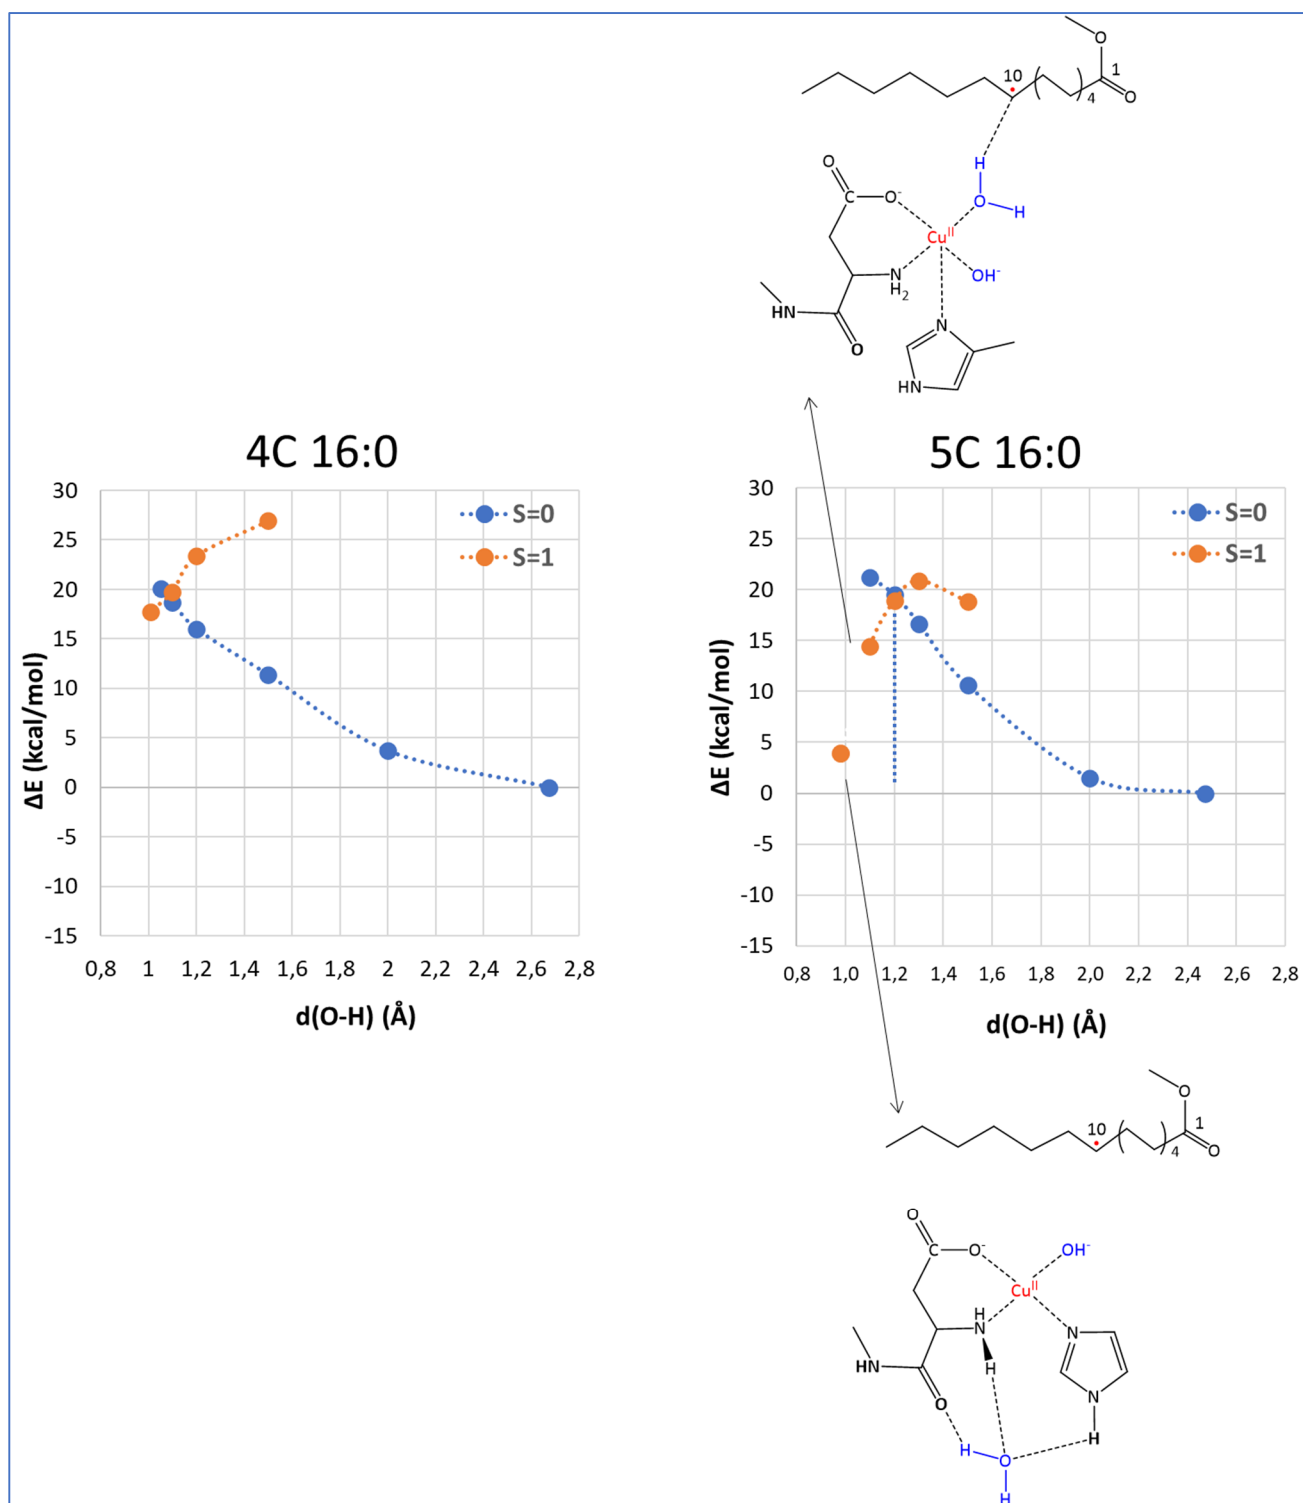 O
10
1
4
O
H
O
C
O-
O
H
CuII
N
H2
OH-
HN
O
N
HN
4C 16:0
5C 16:0
30
25
20
15
10
5
0
-5
-10
-15
S=0
S=1
ΔE (kcal/mol)
0,8 1 1,2 1,4 1,6 1,8 2 2,2 2,4 2,6 2,8
d(O-H) (Å)
30
25
20
15
10
5
0
-5
-10
-15
S=0
S=1
ΔE (kcal/mol)
0,8 1,0 1,2 1,4 1,6 1,8 2,0 2,2 2,4 2,6 2,8
d(O-H) (Å)
O
10
1
4
O
O
C
O-
OH-
CuII
H
N
N
HN
H
O
N
H
H
O
H